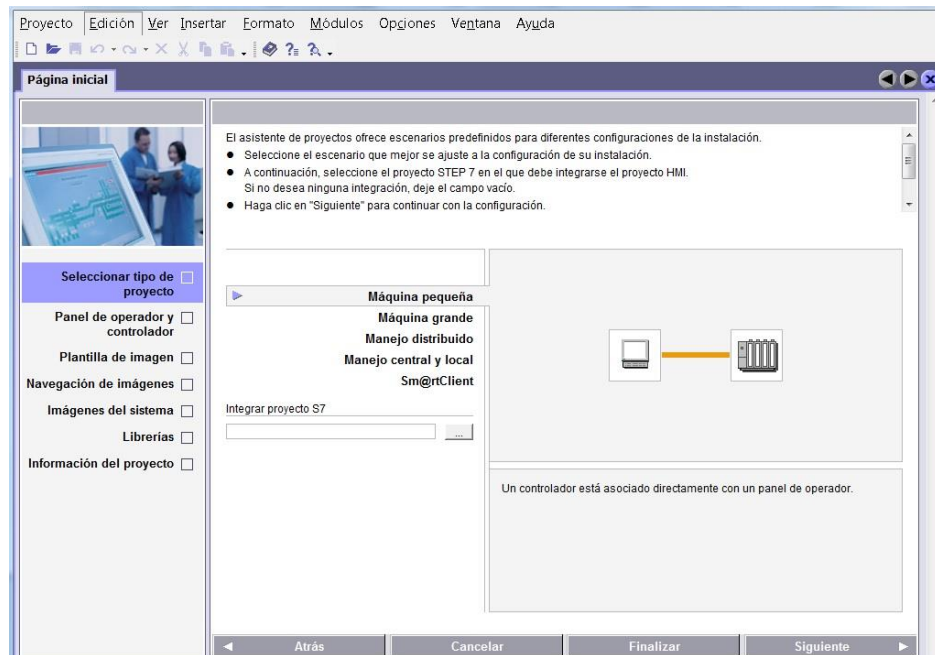 Proyecto Edición Ver Insertar Formato Módulos Opciones Ventana Ayuda
Página inicial
El asistente de proyectos ofrece escenarios predefinidos para diferentes configuraciones de la instalación.
● Seleccione el escenario que mejor se ajuste a la configuración de su instalación.
● A continuación, seleccione el proyecto STEP 7 en el que debe integrarse el proyecto HMI.
Si no desea ninguna integración, deje el campo vacío.
● Haga clic en "Siguiente" para continuar con la configuración.
Seleccionar tipo de
proyecto
Panel de operador y
controlador
Plantilla de imagen
Navegación de imágenes
Imágenes del sistema
Librerías
Información del proyecto
Máquina pequeña
Máquina grande
Manejo distribuido
Manejo central y local
Sm@rtClient
Integrar proyecto S7
...
Un controlador está asociado directamente con un panel de operador.
Atrás
Cancelar
Finalizar
Siguiente